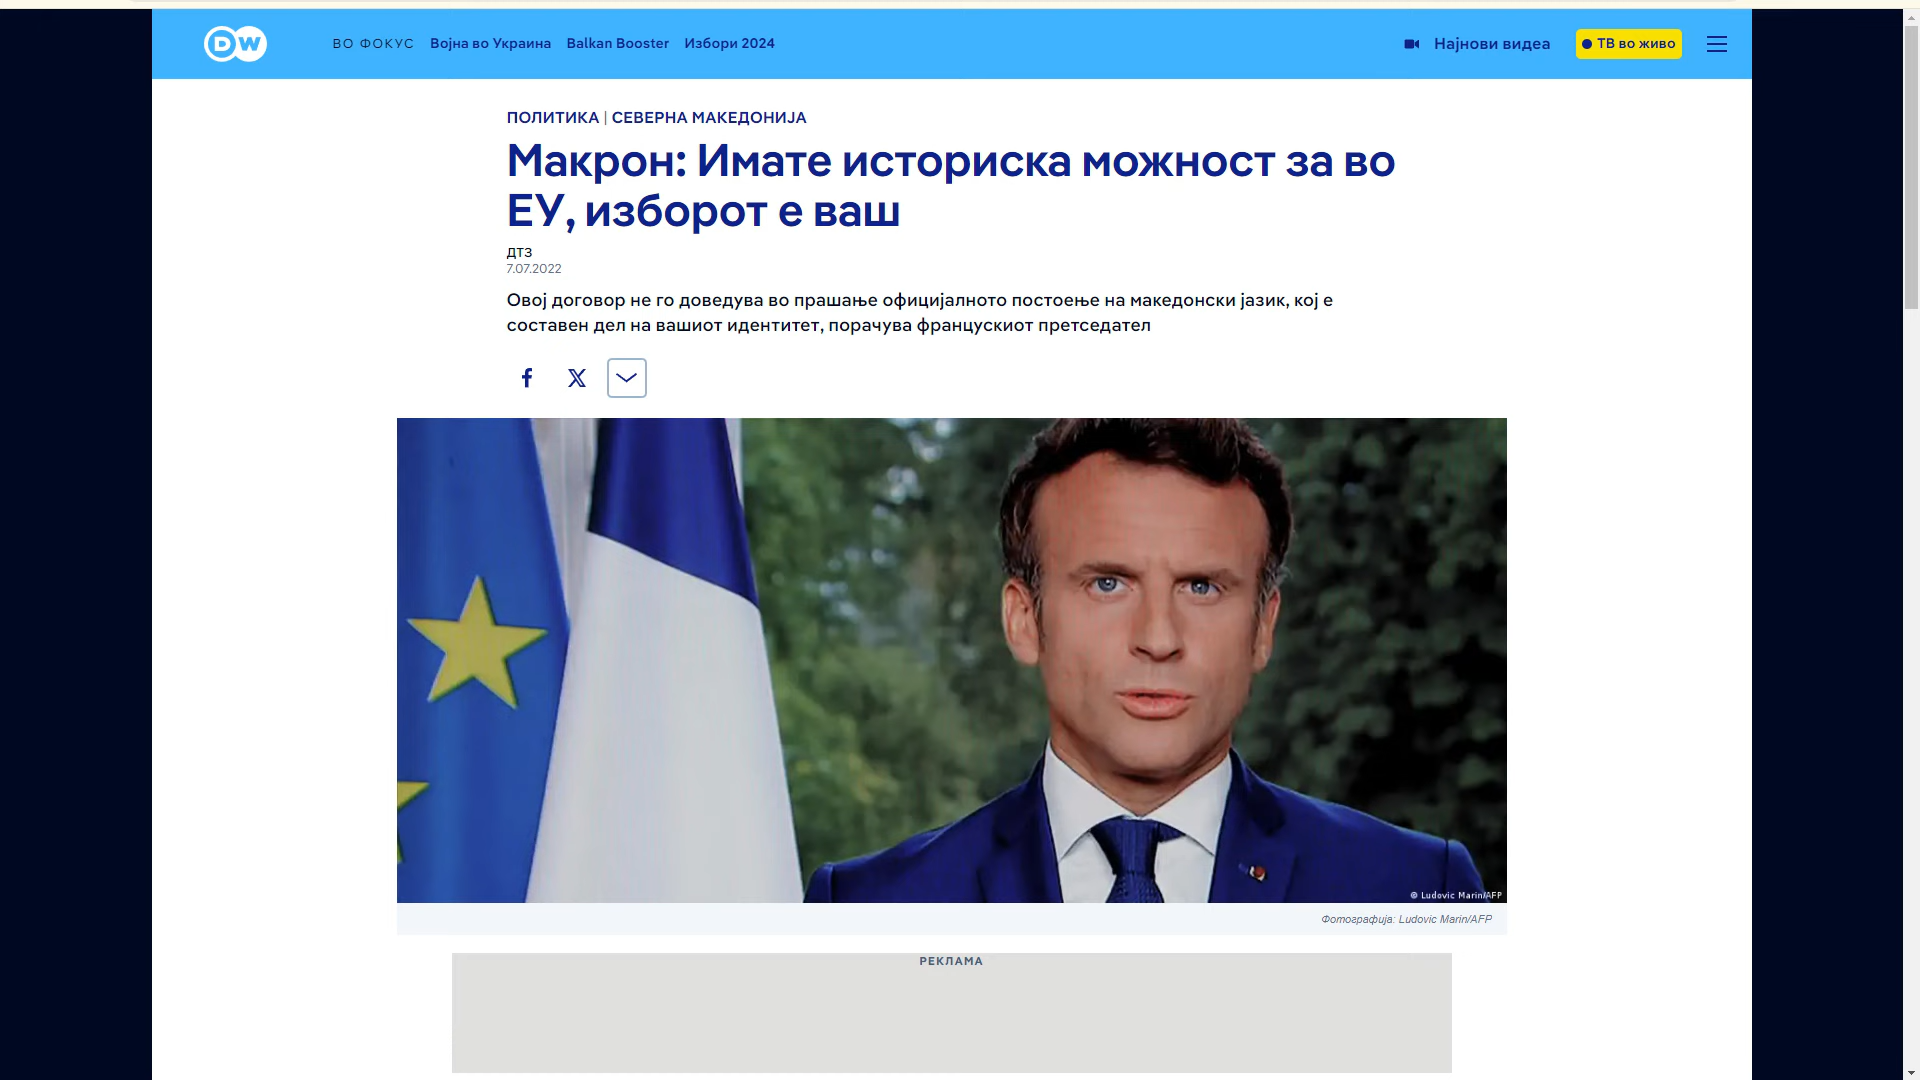 DW
ВО ФОКУС Војна во Украина Balkan Booster Избори 2024 Најнови видеа ТВ во живо
ПОЛИТИКА | СЕВЕРНА МАКЕДОНИЈА
Макрон: Имате историска можност за во
ЕУ, изборот е ваш
ДТЗ
7.07.2022
Овој договор не го доведува во прашање официјалното постоење на македонски јазик, кој е
составен дел на вашиот идентитет, порачува францускиот претседател
© Ludovic Marin/AFP
Фотографија: Ludovic Marin/AFP
РЕКЛАМА